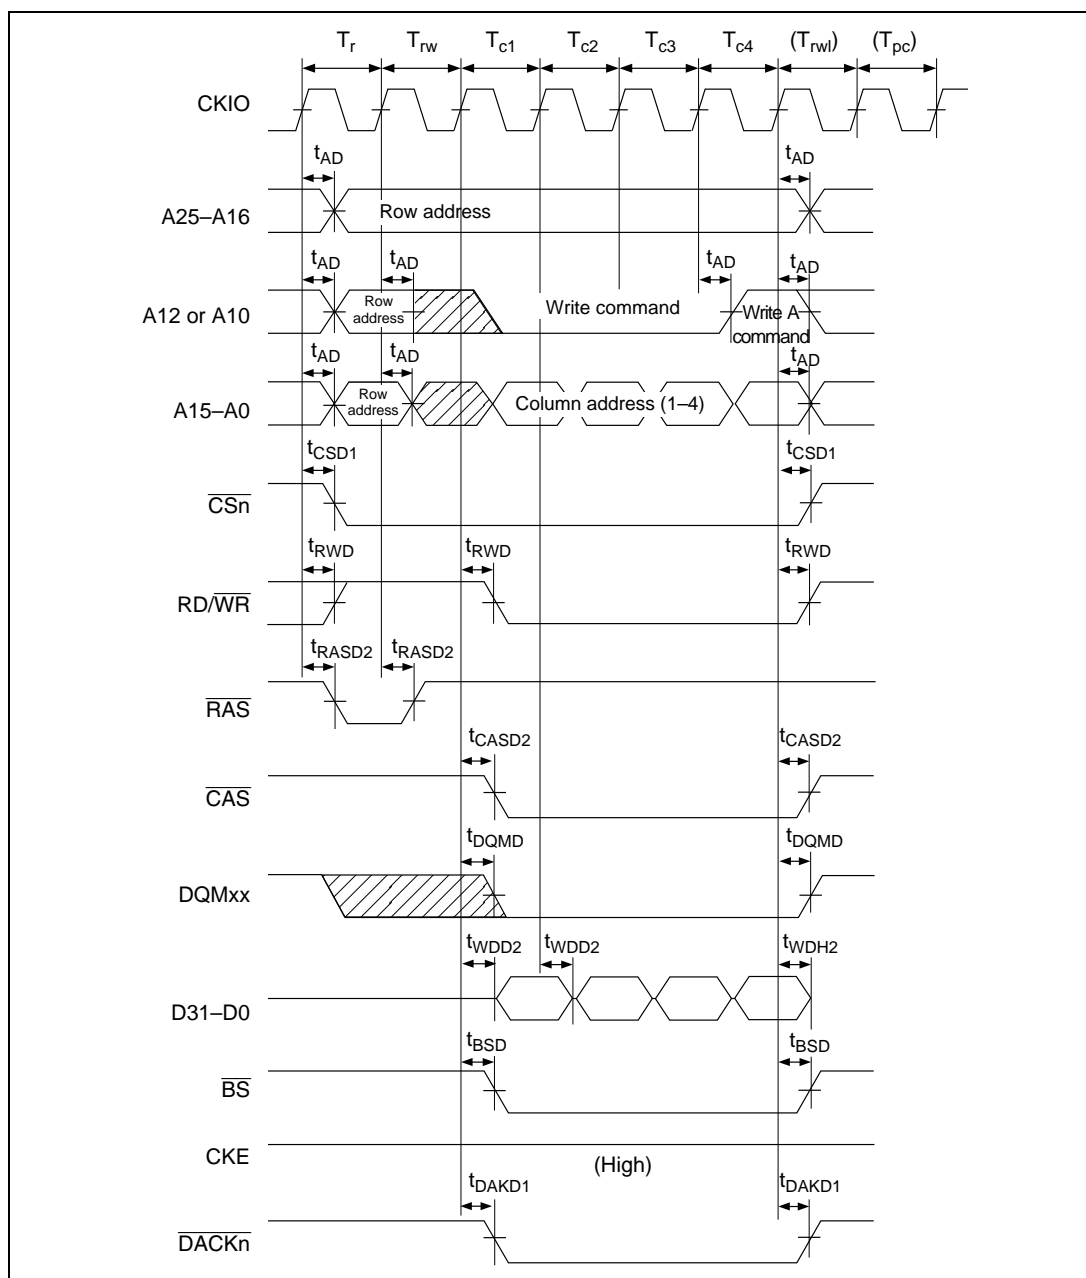 Tr Trw Tc1 Tc2 Tc3 Tc4 (Trwl) (Tpc)
CKIO
tAD tAD
A25–A16 Row address
tAD tAD tAD tAD
A12 or A10 Row address Write command Write A command
tAD tAD tAD
A15–A0 Row address Column address (1–4)
tCSD1 tCSD1
CSn
tRWD tRWD tRWD
RD/WR
tRASD2 tRASD2
RAS
tCASD2 tCASD2
CAS
tDQMD tDQMD
DQMxx
tWDD2 tWDD2 tWDH2
D31–D0
tBSD tBSD
BS
CKE
(High)
tDAKD1 tDAKD1
DACKn